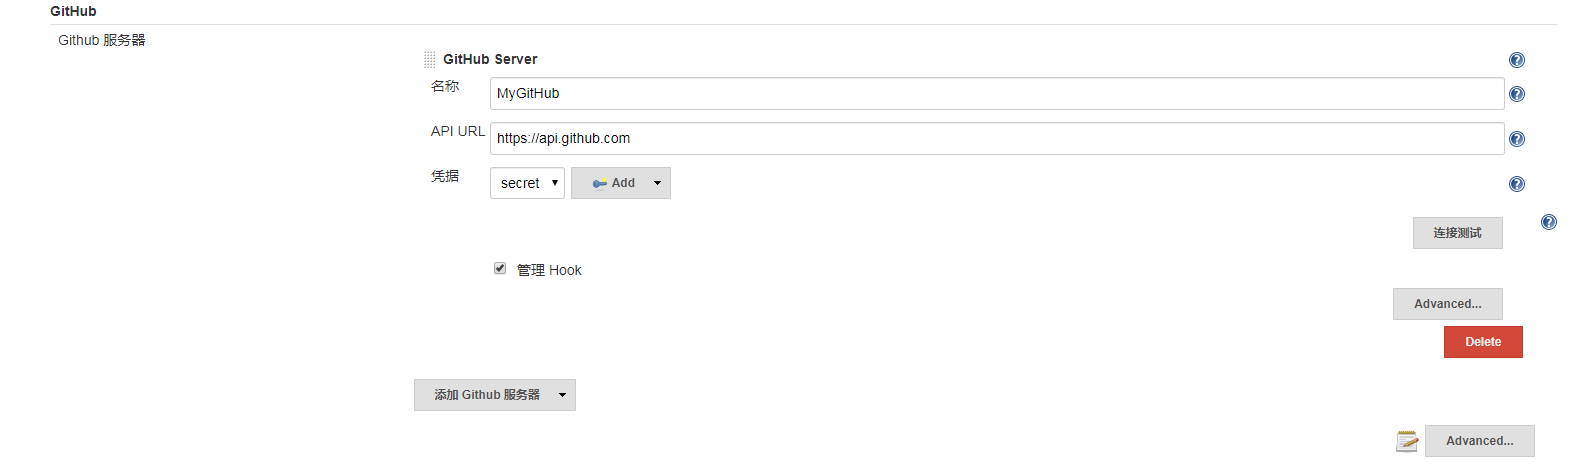 GitHub
Github 服务器
GitHub Server
名称 MyGitHub
API URL https://api.github.com
凭据 secret Add
连接测试
管理 Hook
Advanced...
Delete
添加 Github 服务器
Advanced...